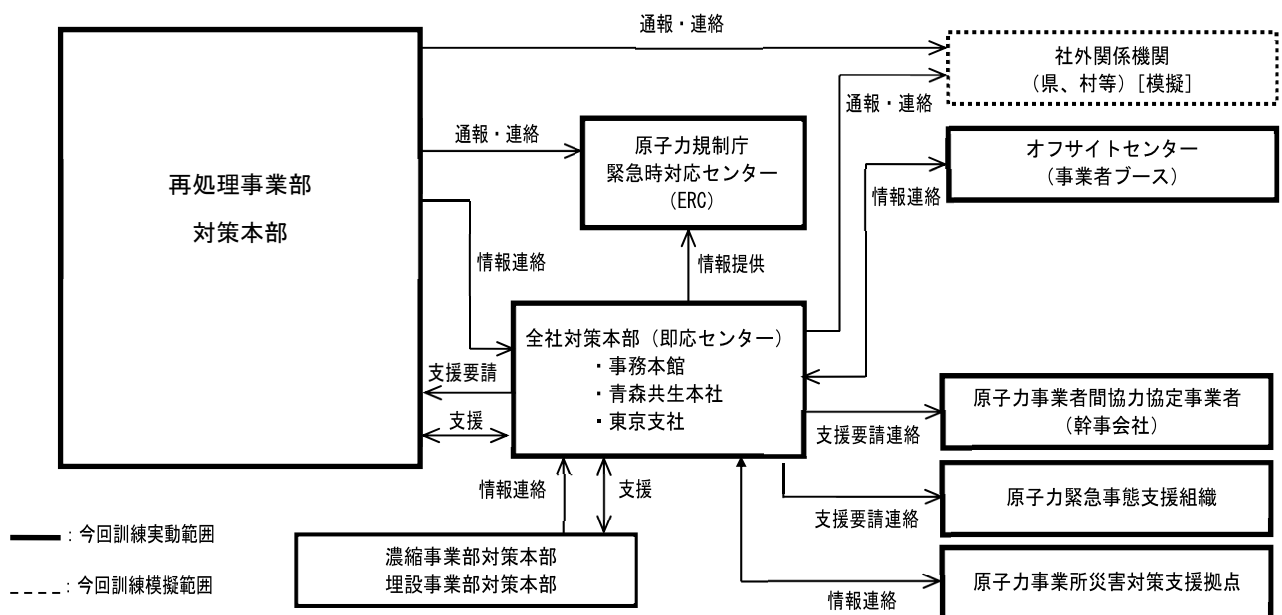 通報・連絡
社外関係機関
（県、村等）[模擬]
通報・連絡
通報・連絡
原子力規制庁
緊急時対応センター
（ERC）
オフサイトセンター
（事業者ブース）
再処理事業部
対策本部
情報連絡
情報連絡
情報提供
全社対策本部（即応センター）
・事務本館
・青森共生本社
・東京支社
支援要請
支援
原子力事業者間協力協定事業者
（幹事会社）
支援要請連絡
情報連絡
支援
原子力緊急事態支援組織
支援要請連絡
：今回訓練実動範囲
濃縮事業部対策本部
埋設事業部対策本部
：今回訓練模擬範囲
原子力事業所災害対策支援拠点
情報連絡